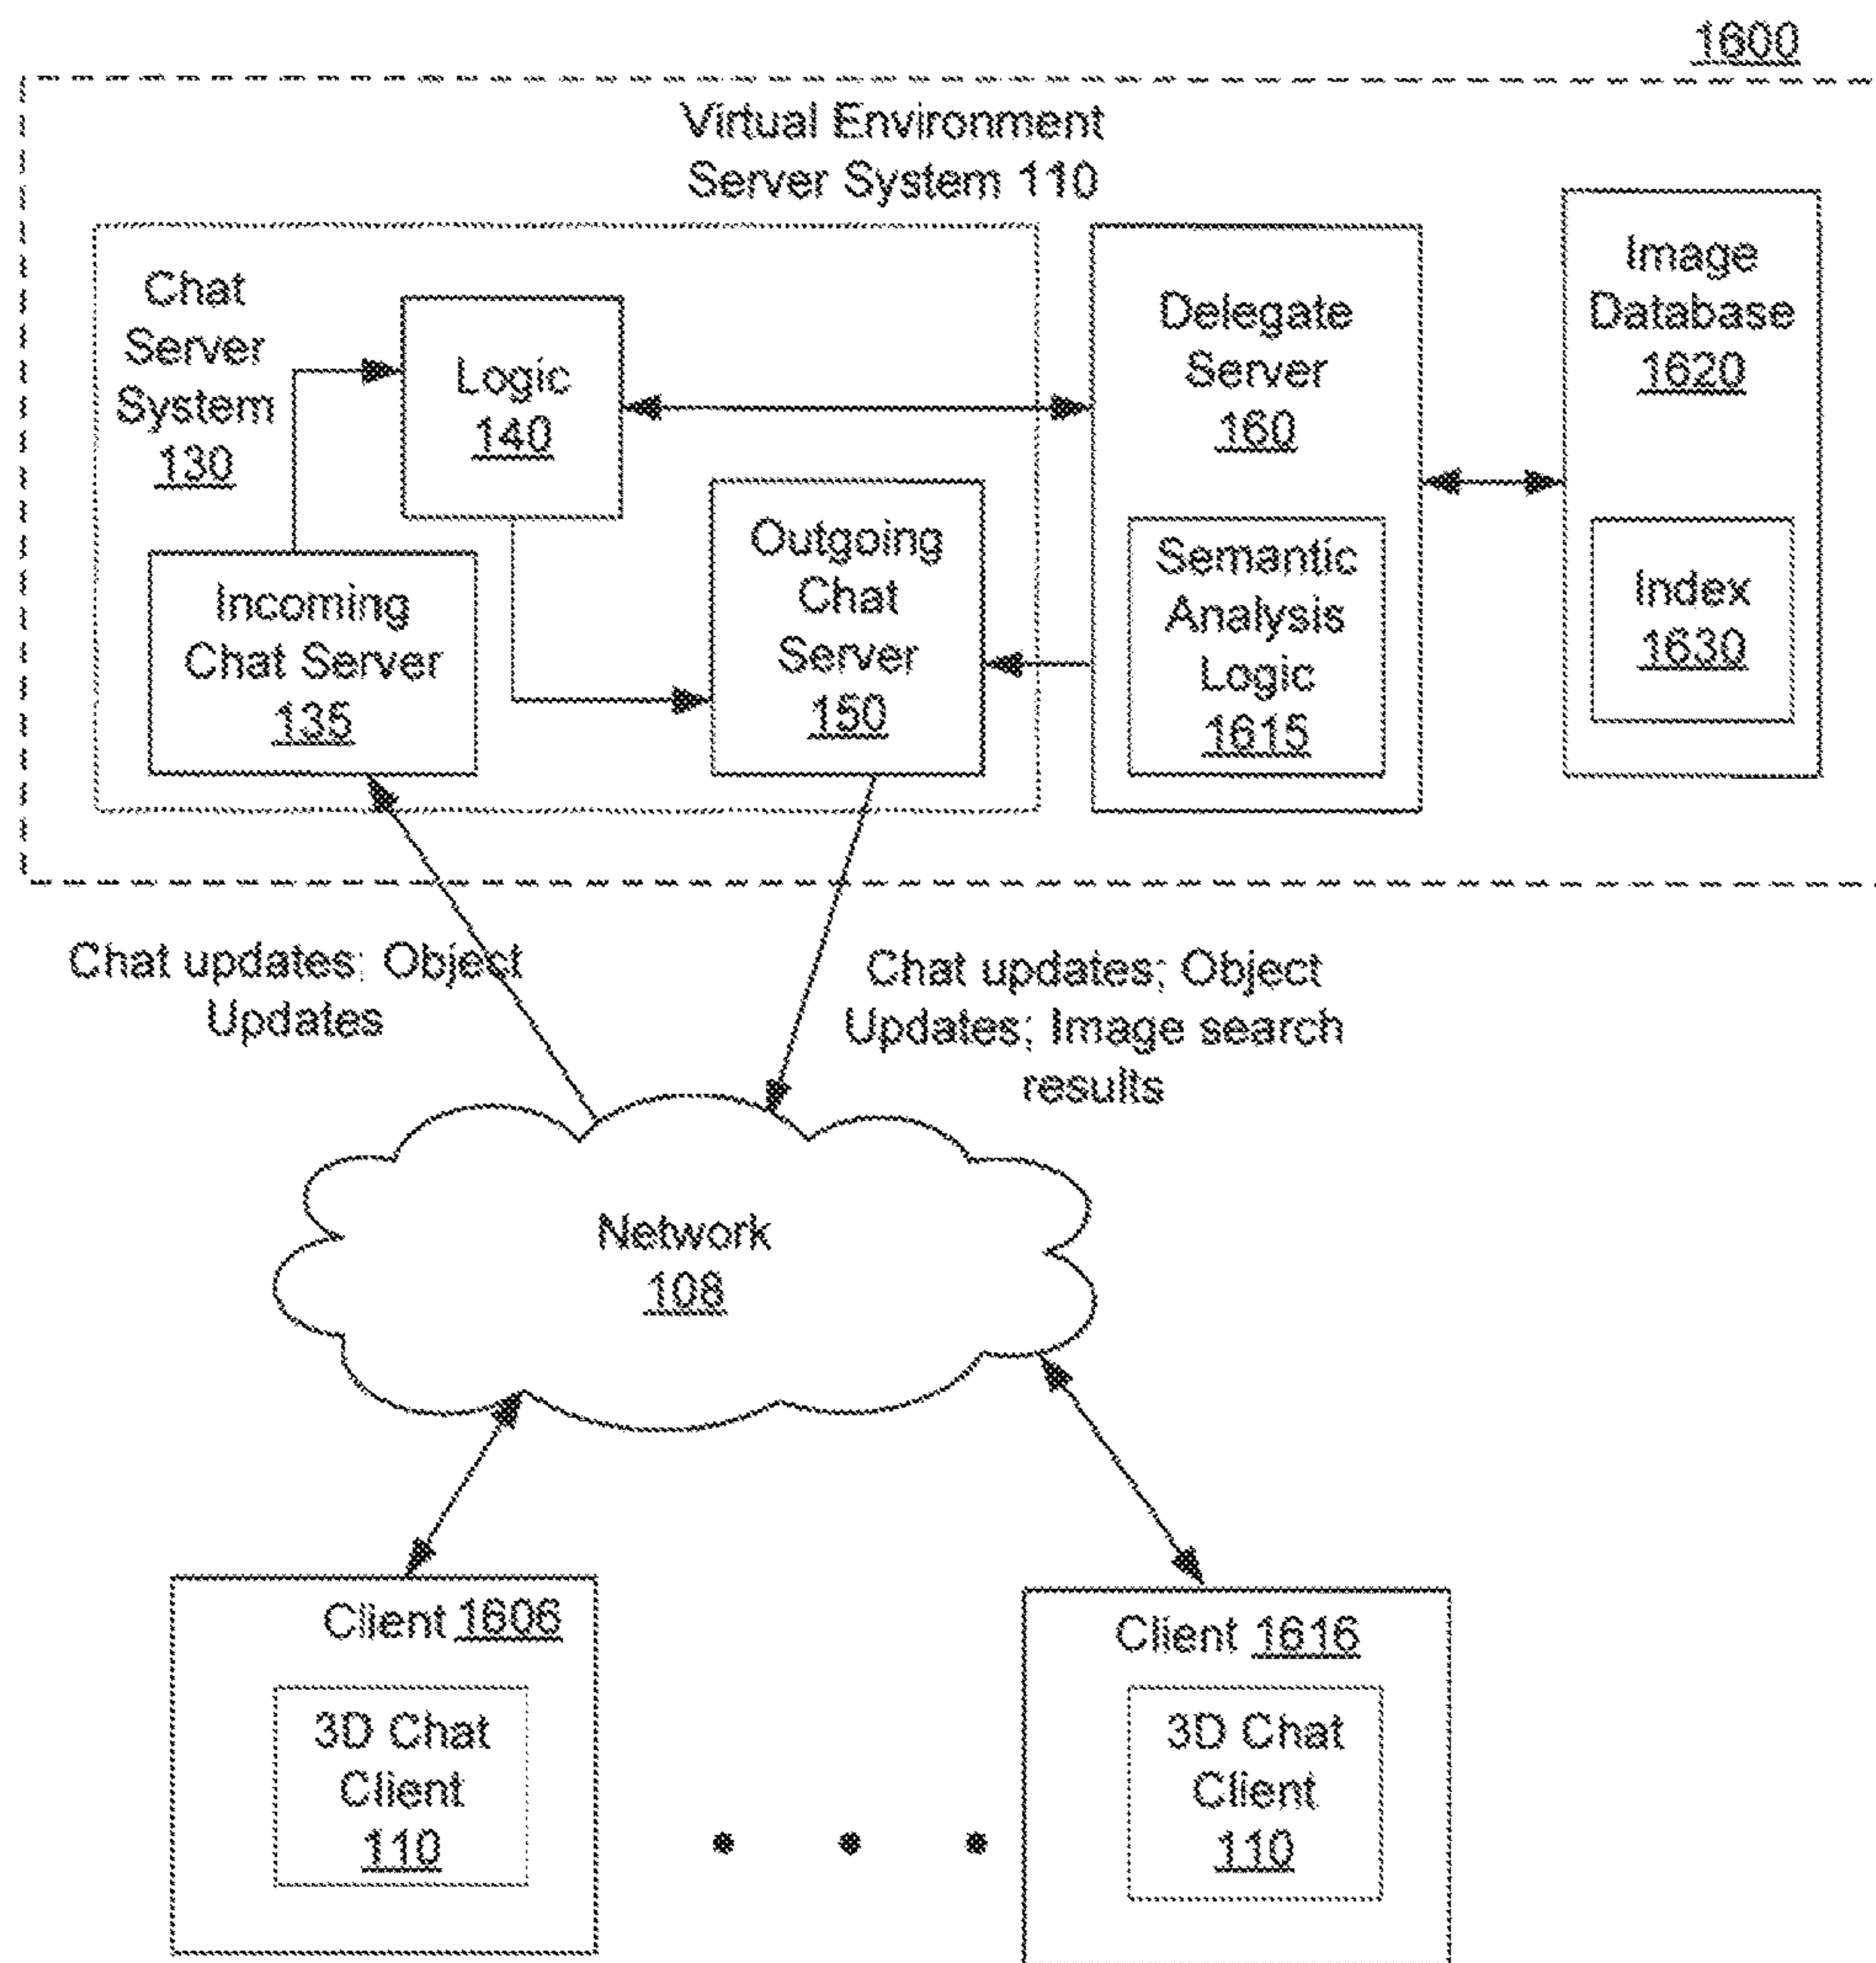 1600
Virtual Environment
Server System 110
Chat
Server
System
130
Logic
140
Incoming
Chat Server
135
Outgoing
Chat
Server
150
Delegate
Server
160
Semantic
Analysis
Logic
1615
Image
Database
1620
Index
1630
Chat updates; Object
Updates
Chat updates; Object
Updates; Image search
results
Network
108
Client 1606
3D Chat
Client
110
Client 1616
3D Chat
Client
110